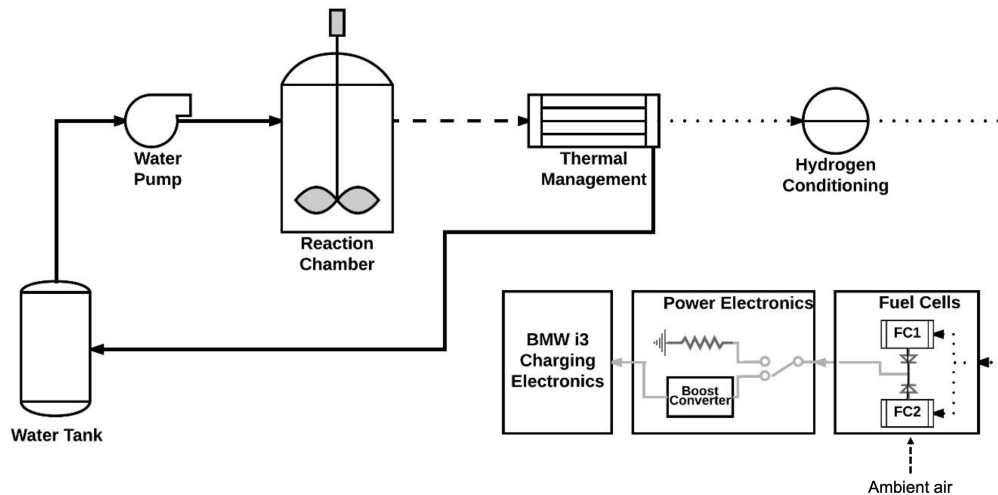 Water
Pump
Reaction
Chamber
Thermal
Management
Hydrogen
Conditioning
Water Tank
BMW i3
Charging
Electronics
Power Electronics
Boost
Converter
Fuel Cells
FC1
FC2
Ambient air